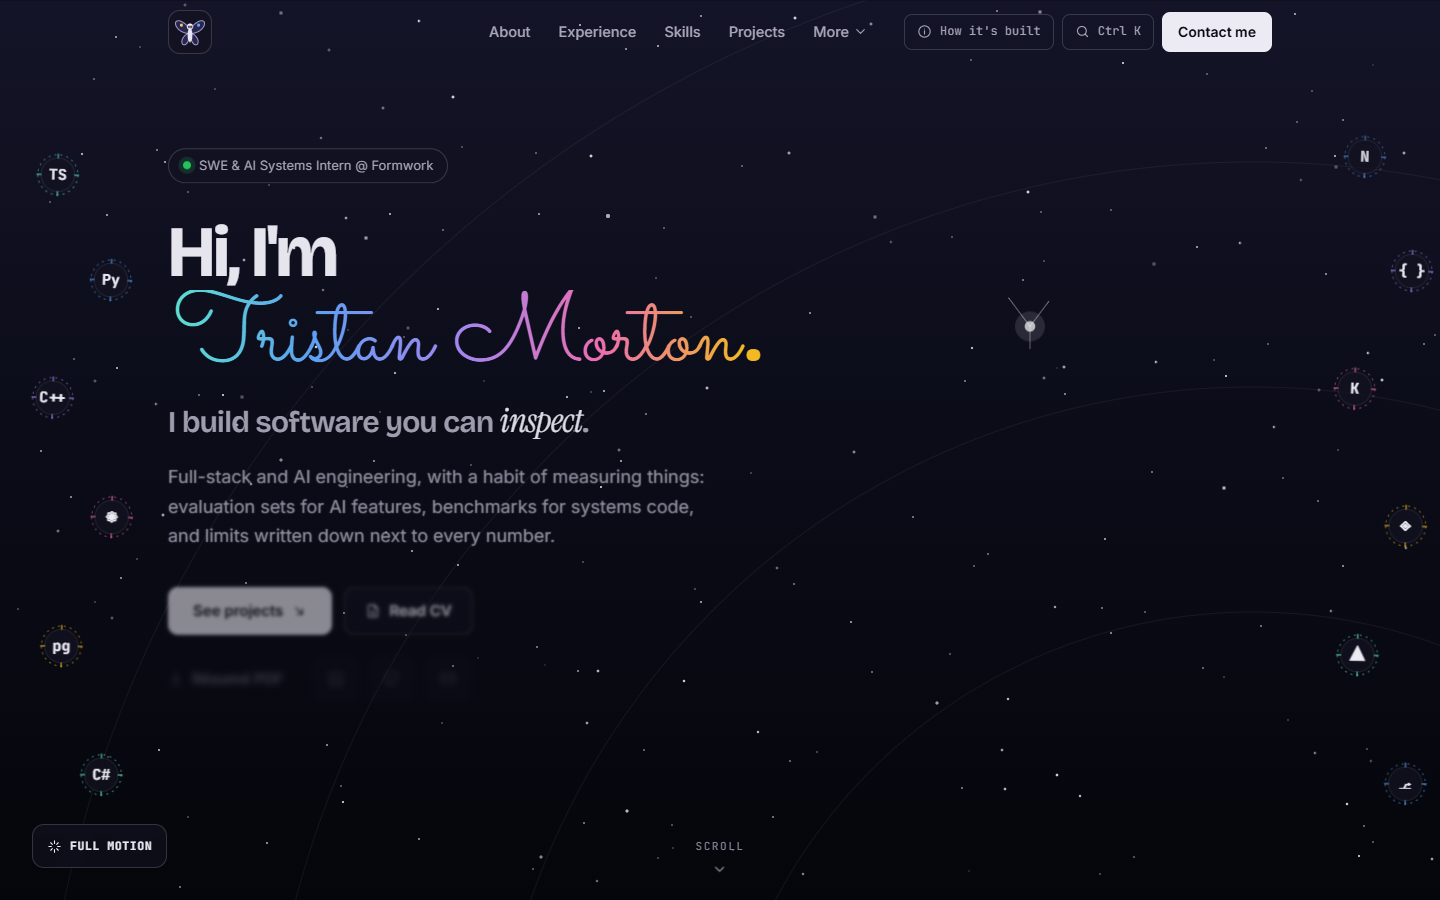 About
Experience
Skills
Projects
More
How it's built
Ctrl K
Contact me
SWE & AI Systems Intern @ Formwork
Hi, I'm
Tristan Morton.
I build software you can inspect.
Full-stack and AI engineering, with a habit of measuring things:
evaluation sets for AI features, benchmarks for systems code,
and limits written down next to every number.
See projects
Read CV
Résumé PDF
TS
Py
C++
pg
C#
N
{ }
K
FULL MOTION
SCROLL